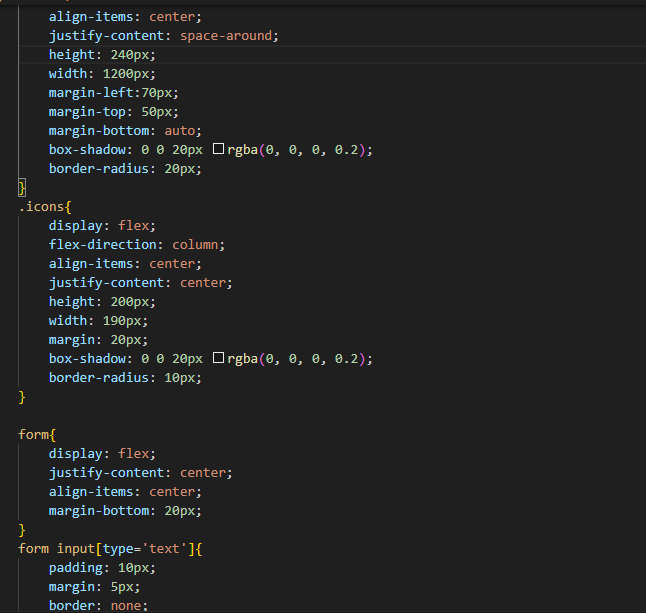 align-items: center;
justify-content: space-around;
height: 240px;
width: 1200px;
margin-left:70px;
margin-top: 50px;
margin-bottom: auto;
box-shadow: 0 0 20px rgba(0, 0, 0, 0.2);
border-radius: 20px;
}
.icons{
display: flex;
flex-direction: column;
align-items: center;
justify-content: center;
height: 200px;
width: 190px;
margin: 20px;
box-shadow: 0 0 20px rgba(0, 0, 0, 0.2);
border-radius: 10px;
}
form{
display: flex;
justify-content: center;
align-items: center;
margin-bottom: 20px;
}
form input[type='text']{
padding: 10px;
margin: 5px;
border: none;